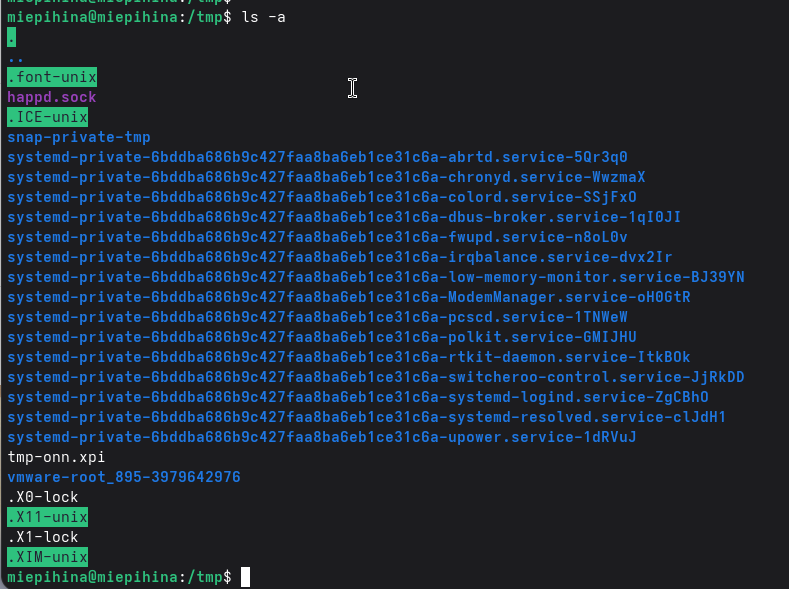 miepihina@miepihina:/tmp$ ls -a
.
..
.font-unix
happd.sock
.ICE-unix
snap-private-tmp
systemd-private-6bddba686b9c427faa8ba6eb1ce31c6a-abrtd.service-5Qr3q0
systemd-private-6bddba686b9c427faa8ba6eb1ce31c6a-chronyd.service-WwzmaX
systemd-private-6bddba686b9c427faa8ba6eb1ce31c6a-colord.service-SSjFxO
systemd-private-6bddba686b9c427faa8ba6eb1ce31c6a-dbus-broker.service-1qI0JI
systemd-private-6bddba686b9c427faa8ba6eb1ce31c6a-fwupd.service-n8oL0v
systemd-private-6bddba686b9c427faa8ba6eb1ce31c6a-irqbalance.service-dvx2Ir
systemd-private-6bddba686b9c427faa8ba6eb1ce31c6a-low-memory-monitor.service-BJ39YN
systemd-private-6bddba686b9c427faa8ba6eb1ce31c6a-ModemManager.service-oH0GtR
systemd-private-6bddba686b9c427faa8ba6eb1ce31c6a-pcscd.service-1TNWeW
systemd-private-6bddba686b9c427faa8ba6eb1ce31c6a-polkit.service-GMIJHU
systemd-private-6bddba686b9c427faa8ba6eb1ce31c6a-rtkit-daemon.service-ItkBOk
systemd-private-6bddba686b9c427faa8ba6eb1ce31c6a-switcheroo-control.service-JjRkDD
systemd-private-6bddba686b9c427faa8ba6eb1ce31c6a-systemd-logind.service-ZgCBhO
systemd-private-6bddba686b9c427faa8ba6eb1ce31c6a-systemd-resolved.service-clJdH1
systemd-private-6bddba686b9c427faa8ba6eb1ce31c6a-upower.service-1dRVuJ
tmp-onn.xpi
vmware-root_895-3979642976
.X0-lock
.X11-unix
.X1-lock
.XIM-unix
miepihina@miepihina:/tmp$